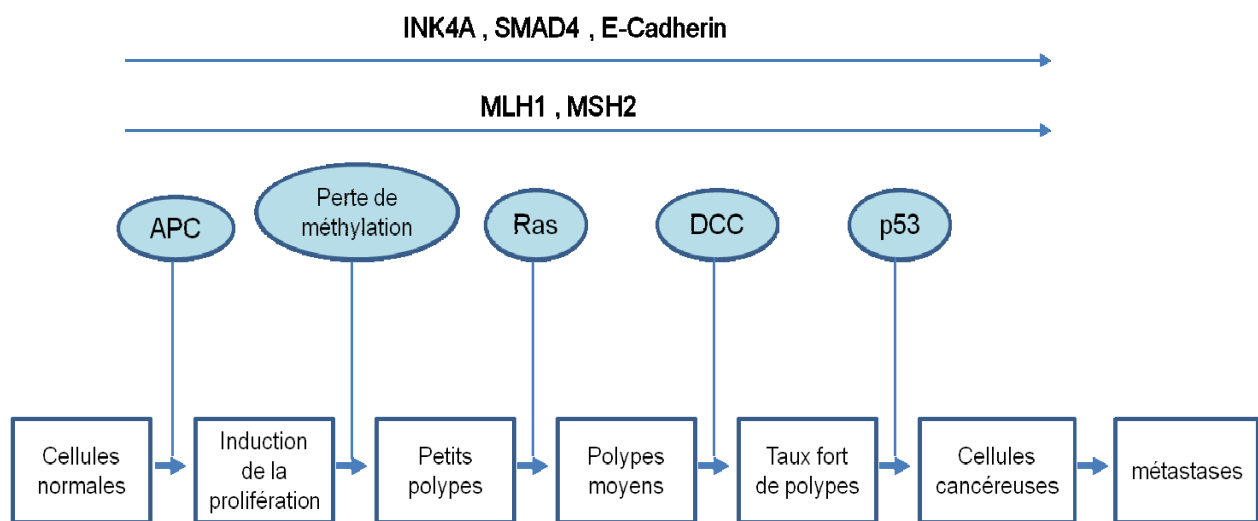 INK4A , SMAD4 , E-Cadherin
MLH1 , MSH2
APC
Perte de
méthylation
Ras
DCC
p53
Cellules
normales
Induction
de la
prolifération
Petits
polypes
Polypes
moyens
Taux fort
de polypes
Cellules
cancéreuses
métastases